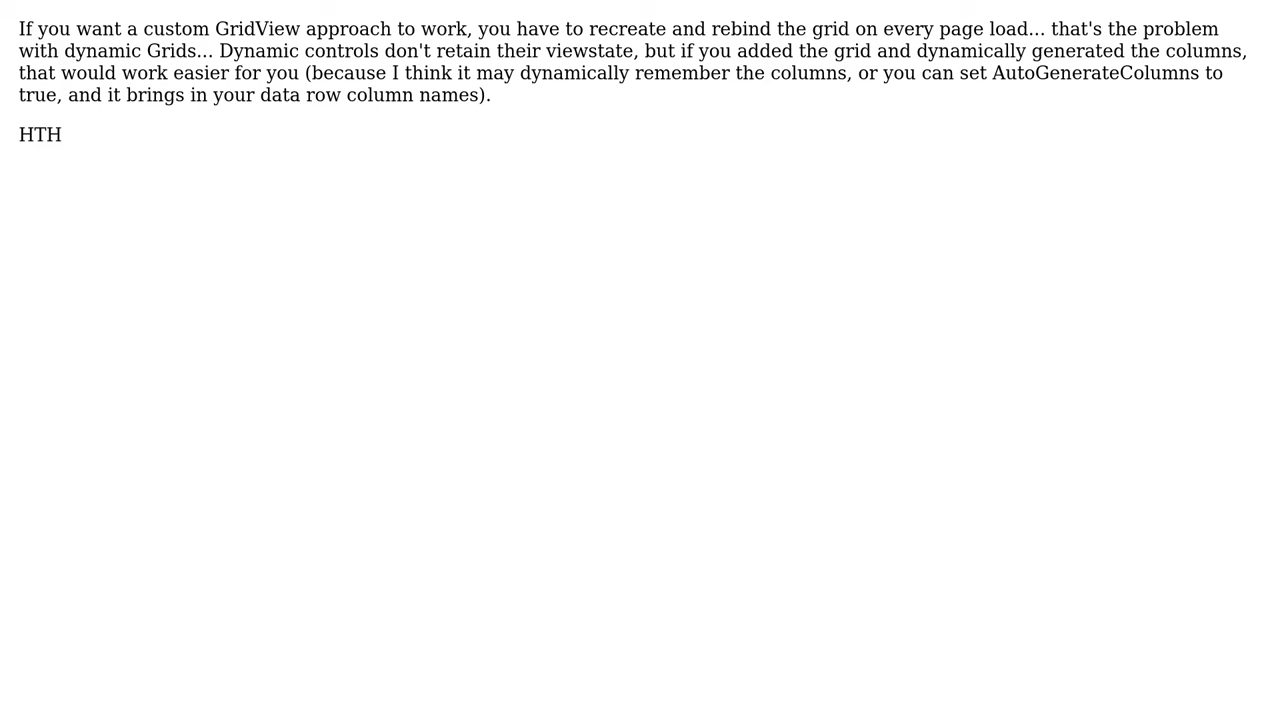 If you want a custom GridView approach to work, you have to recreate and rebind the grid on every page load... that's the problem
with dynamic Grids... Dynamic controls don't retain their viewstate, but if you added the grid and dynamically generated the columns,
that would work easier for you (because I think it may dynamically remember the columns, or you can set AutoGenerateColumns to
true, and it brings in your data row column names).
HTH